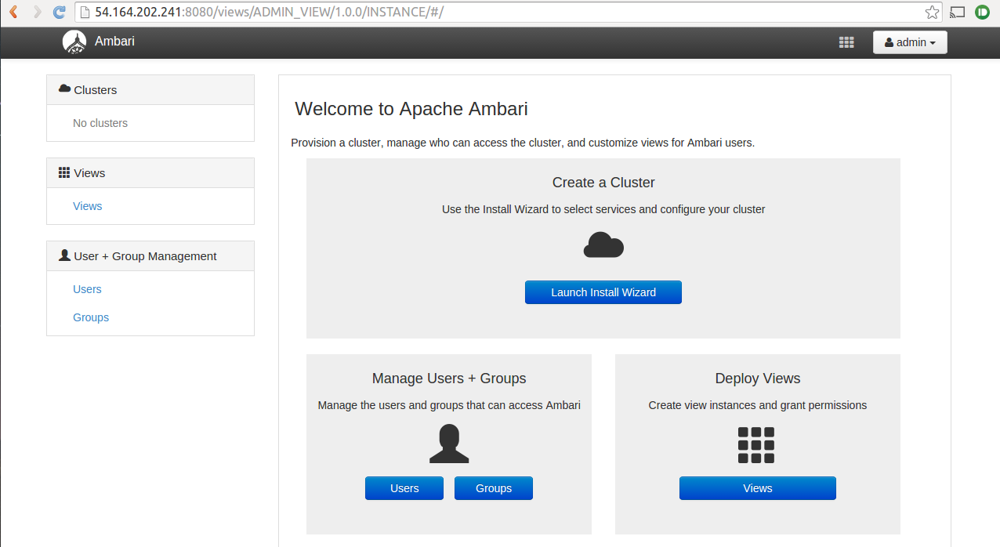 54.164.202.241:8080/views/ADMIN_VIEW/1.0.0/INSTANCE/#/
Ambari
admin
Clusters
No clusters
Views
Views
User + Group Management
Users
Groups
Welcome to Apache Ambari
Provision a cluster, manage who can access the cluster, and customize views for Ambari users.
Create a Cluster
Use the Install Wizard to select services and configure your cluster
Launch Install Wizard
Manage Users + Groups
Manage the users and groups that can access Ambari
Users Groups
Deploy Views
Create view instances and grant permissions
Views